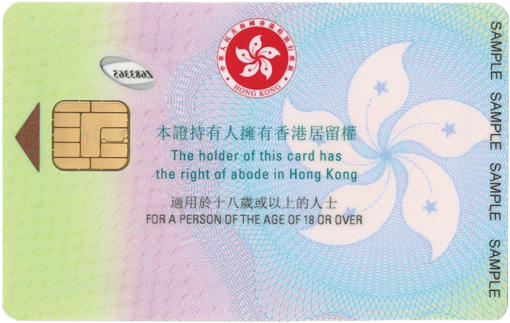 中華人民共和國香港特別行政區
HONG KONG
Z683365
本證持有人擁有香港居留權
The holder of this card has
the right of abode in Hong Kong
適用於十八歲或以上的人士
FOR A PERSON OF THE AGE OF 18 OR OVER
SAMPLE SAMPLE SAMPLE SAMPLE